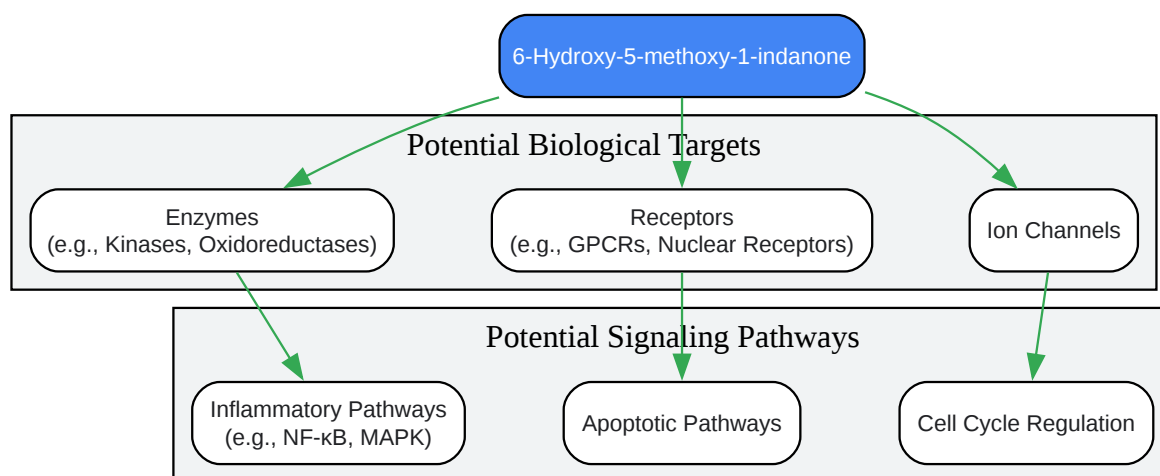 6-Hydroxy-5-methoxy-1-indanone
Potential Biological Targets
Enzymes
(e.g., Kinases, Oxidoreductases)
Receptors
(e.g., GPCRs, Nuclear Receptors)
Ion Channels
Potential Signaling Pathways
Inflammatory Pathways
(e.g., NF-κB, MAPK)
Apoptotic Pathways
Cell Cycle Regulation